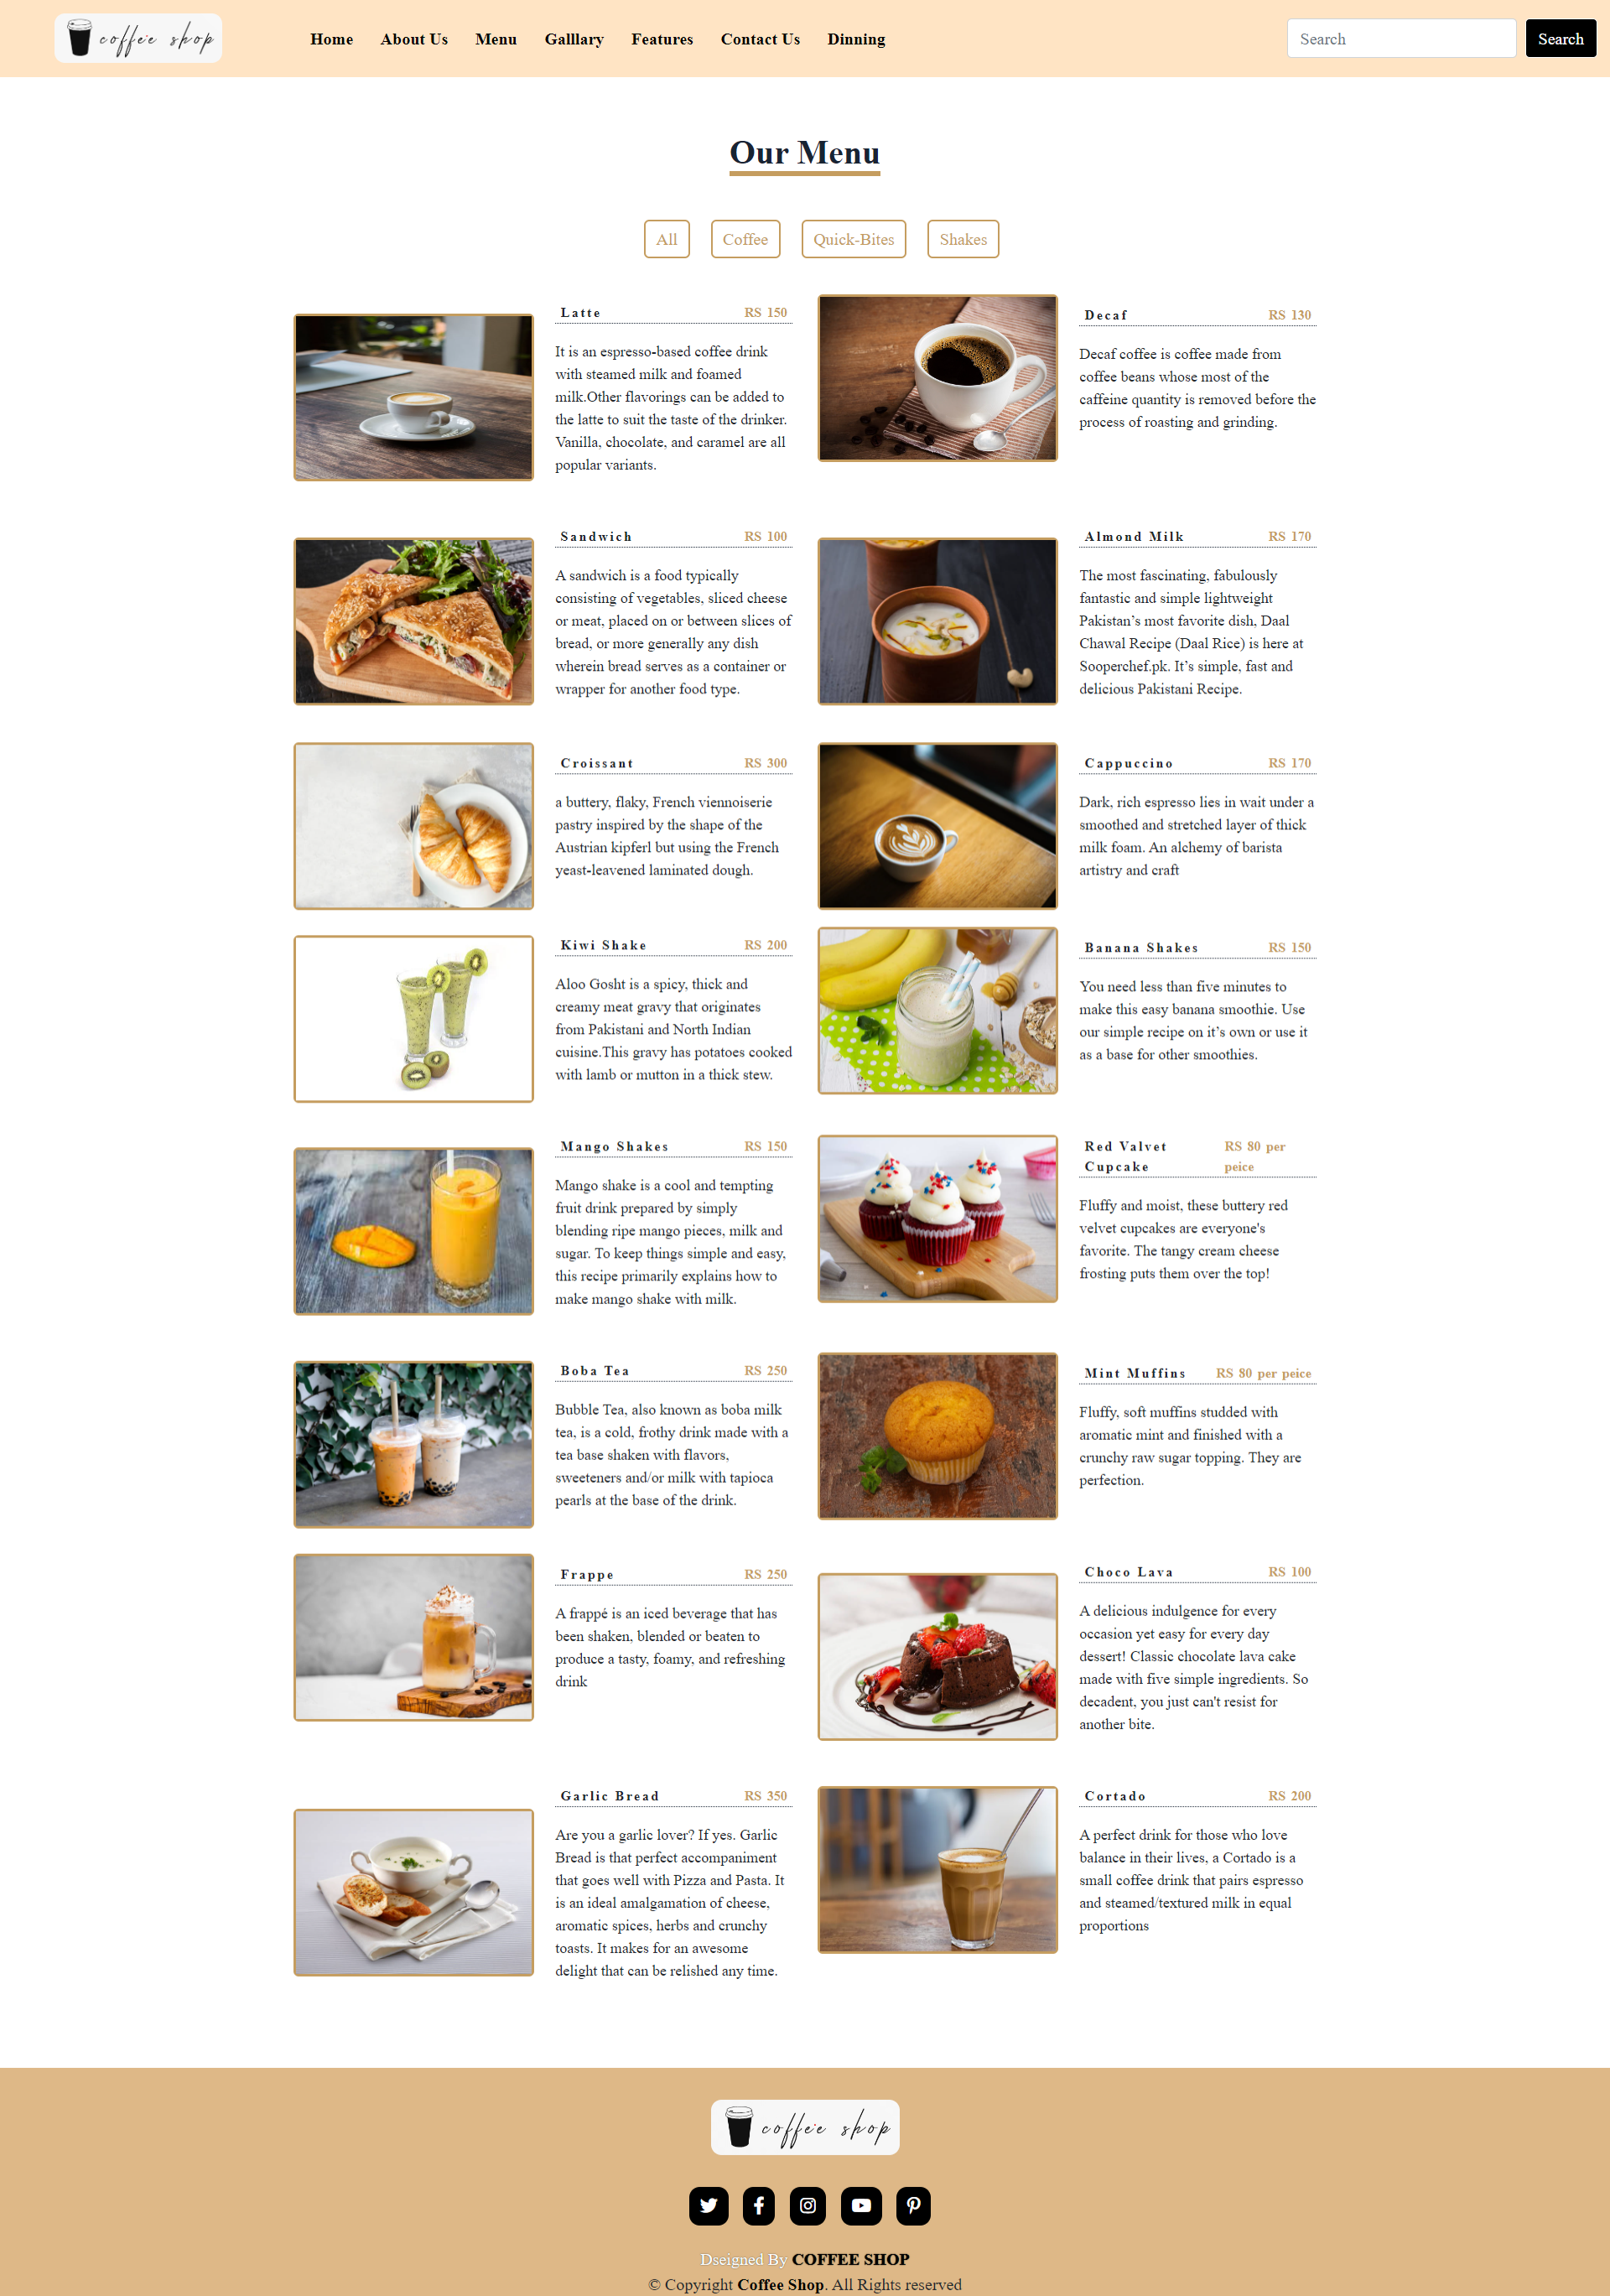 coffee shop
Home About Us Menu Galllary Features Contact Us Dinning
Search Search
Our Menu
All Coffee Quick-Bites Shakes
Latte RS 150
It is an espresso-based coffee drink
with steamed milk and foamed
milk.Other flavorings can be added to
the latte to suit the taste of the drinker.
Vanilla, chocolate, and caramel are all
popular variants.
Decaf RS 130
Decaf coffee is coffee made from
coffee beans whose most of the
caffeine quantity is removed before the
process of roasting and grinding.
Sandwich RS 100
A sandwich is a food typically
consisting of vegetables, sliced cheese
or meat, placed on or between slices of
bread, or more generally any dish
wherein bread serves as a container or
wrapper for another food type.
Almond Milk RS 170
The most fascinating, fabulously
fantastic and simple lightweight
Pakistan’s most favorite dish, Daal
Chawal Recipe (Daal Rice) is here at
Sooperchef.pk. It’s simple, fast and
delicious Pakistani Recipe.
Croissant RS 300
a buttery, flaky, French viennoiserie
pastry inspired by the shape of the
Austrian kipferl but using the French
yeast-leavened laminated dough.
Cappuccino RS 170
Dark, rich espresso lies in wait under a
smoothed and stretched layer of thick
milk foam. An alchemy of barista
artistry and craft
Kiwi Shake RS 200
Aloo Gosht is a spicy, thick and
creamy meat gravy that originates
from Pakistani and North Indian
cuisine.This gravy has potatoes cooked
with lamb or mutton in a thick stew.
Banana Shakes RS 150
You need less than five minutes to
make this easy banana smoothie. Use
our simple recipe on it’s own or use it
as a base for other smoothies.
Mango Shakes RS 150
Mango shake is a cool and tempting
fruit drink prepared by simply
blending ripe mango pieces, milk and
sugar. To keep things simple and easy,
this recipe primarily explains how to
make mango shake with milk.
Red Valvet RS 80 per
Cupcake peice
Fluffy and moist, these buttery red
velvet cupcakes are everyone's
favorite. The tangy cream cheese
frosting puts them over the top!
Boba Tea RS 250
Bubble Tea, also known as boba milk
tea, is a cold, frothy drink made with a
tea base shaken with flavors,
sweeteners and/or milk with tapioca
pearls at the base of the drink.
Mint Muffins RS 80 per peice
Fluffy, soft muffins studded with
aromatic mint and finished with a
crunchy raw sugar topping. They are
perfection.
Frappe RS 250
A frappé is an iced beverage that has
been shaken, blended or beaten to
produce a tasty, foamy, and refreshing
drink
Choco Lava RS 100
A delicious indulgence for every
occasion yet easy for every day
dessert! Classic chocolate lava cake
made with five simple ingredients. So
decadent, you just can't resist for
another bite.
Garlic Bread RS 350
Are you a garlic lover? If yes. Garlic
Bread is that perfect accompaniment
that goes well with Pizza and Pasta. It
is an ideal amalgamation of cheese,
aromatic spices, herbs and crunchy
toasts. It makes for an awesome
delight that can be relished any time.
Cortado RS 200
A perfect drink for those who love
balance in their lives, a Cortado is a
small coffee drink that pairs espresso
and steamed/textured milk in equal
proportions
coffee shop
Dseigned By COFFEE SHOP
© Copyright Coffee Shop. All Rights reserved